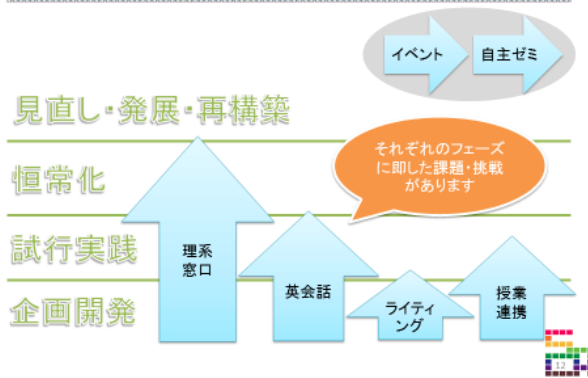 イベント
自主ゼミ
見直し・発展・再構築
それぞれのフェーズ
に即した課題・挑戦
があります
恒常化
試行実践
理系
窓口
英会話
企画開発
ライティ
ング
授業
連携
12